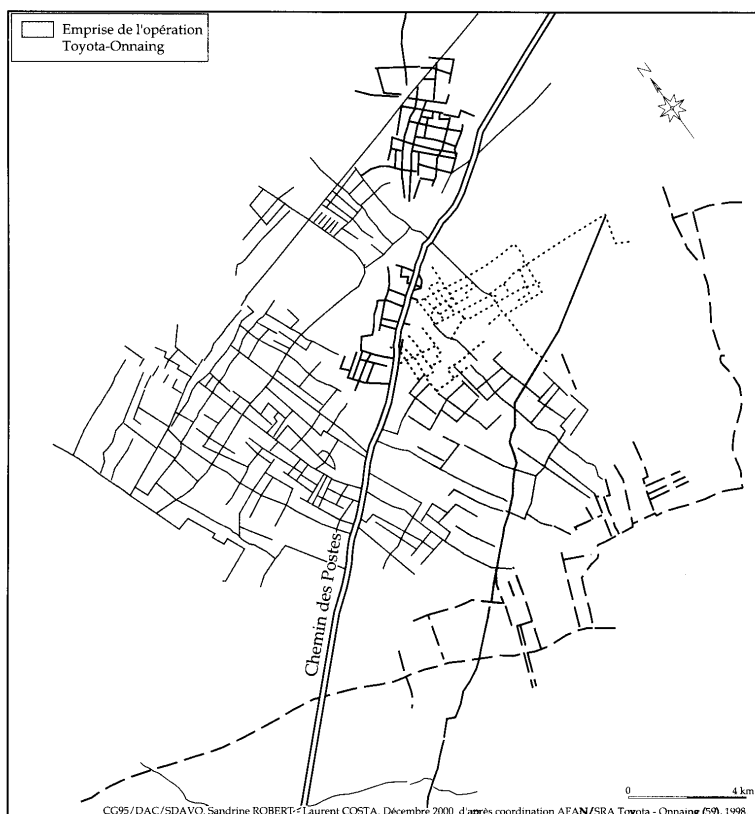 Emprise de l'opération
Toyota-Onnaing
N
Chemin des Postes
0 4 km
CG95/DAC/SDAVO, Sandrine ROBERT - Laurent COSTA, Décembre 2000, d'après coordination AFAN/SRA Toyota - Onnaing (59), 1998